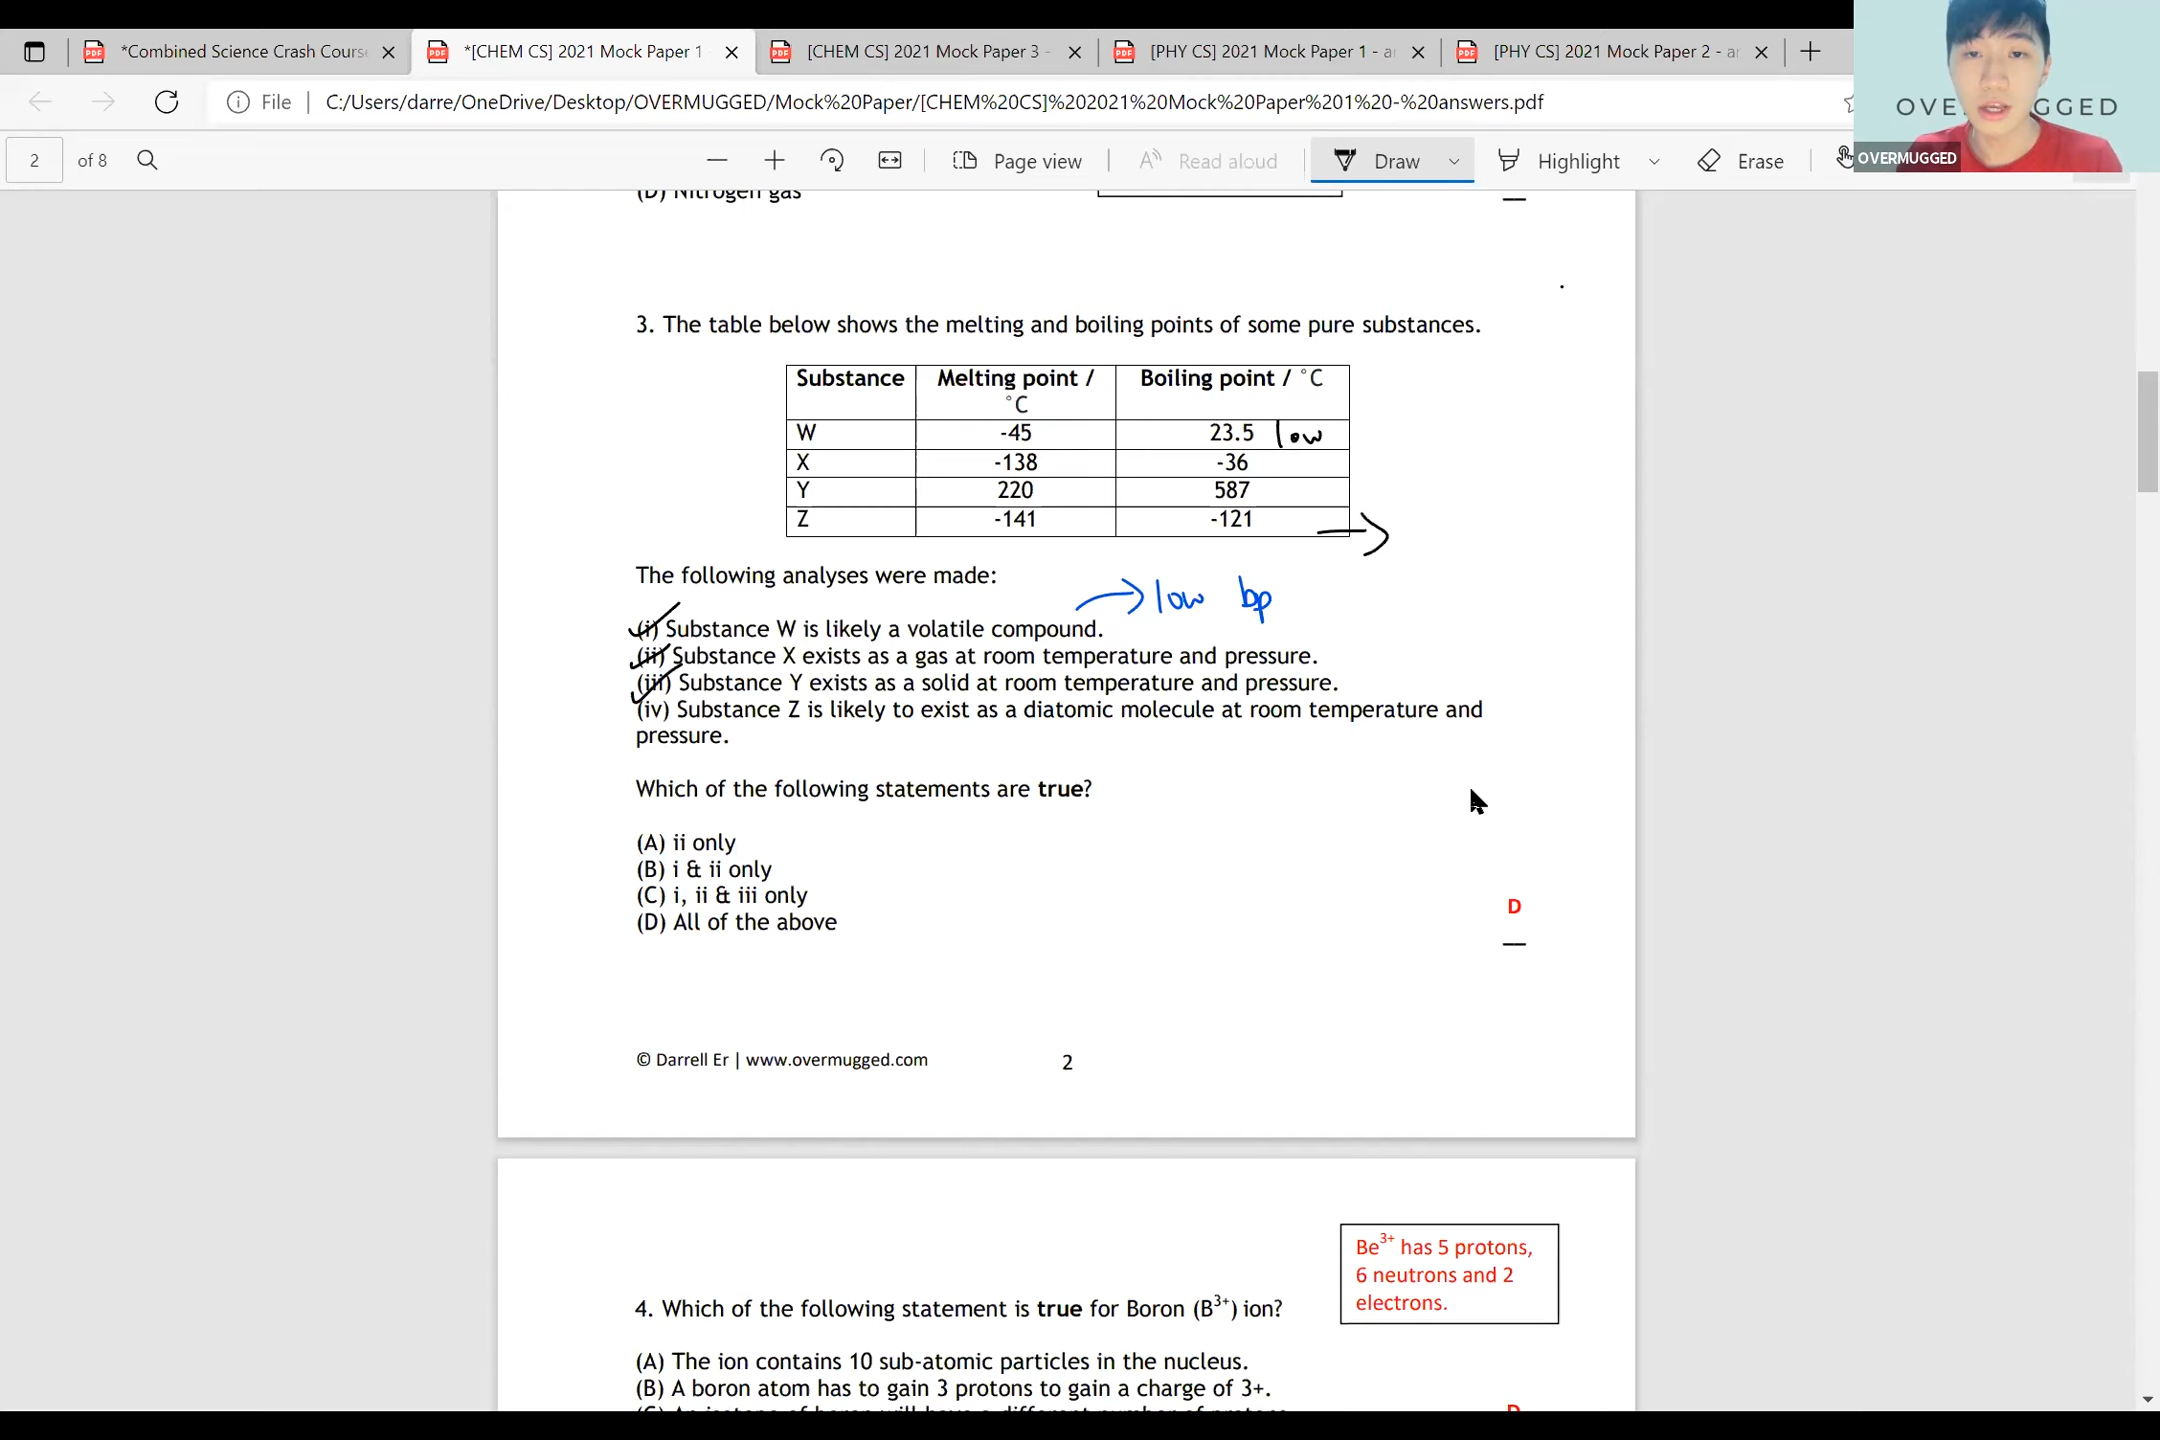 *Combined Science Crash Cours
*[CHEM CS] 2021 Mock Paper 1
[CHEM CS] 2021 Mock Paper 3 -
[PHY CS] 2021 Mock Paper 1 - a
[PHY CS] 2021 Mock Paper 2 - a
File
C:/Users/darre/OneDrive/Desktop/OVERMUGGED/Mock%20Paper/[CHEM%20CS]%202021%20Mock%20Paper%201%20-%20answers.pdf
OVE GGED
OVERMUGGED
2 of 8
Page view
Read aloud
Draw
Highlight
Erase
(D) Nitrogen gas
3. The table below shows the melting and boiling points of some pure substances.
Substance Melting point / °C Boiling point / °C
W -45 23.5 low
X -138 -36
Y 220 587
Z -141 -121
The following analyses were made:
low bp
(i) Substance W is likely a volatile compound.
(ii) Substance X exists as a gas at room temperature and pressure.
(iii) Substance Y exists as a solid at room temperature and pressure.
(iv) Substance Z is likely to exist as a diatomic molecule at room temperature and
pressure.
Which of the following statements are true?
(A) ii only
(B) i & ii only
(C) i, ii & iii only
(D) All of the above
D
© Darrell Er | www.overmugged.com
2
Be³⁺ has 5 protons,
6 neutrons and 2
electrons.
4. Which of the following statement is true for Boron (B³⁺) ion?
(A) The ion contains 10 sub-atomic particles in the nucleus.
(B) A boron atom has to gain 3 protons to gain a charge of 3+.